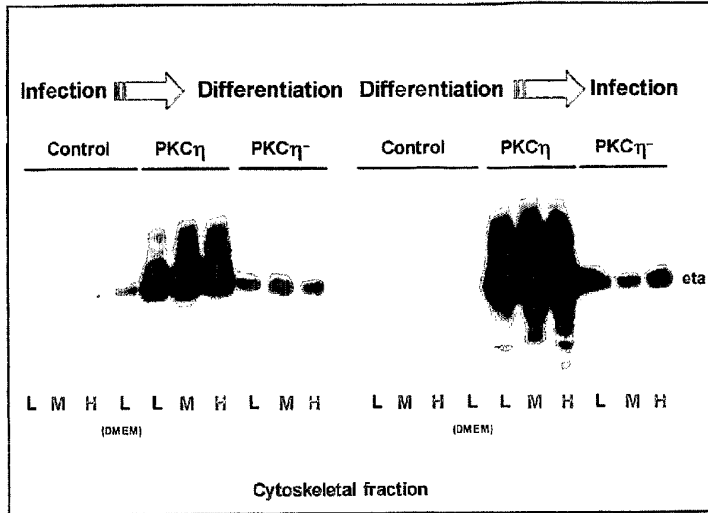 Infection Differentiation Differentiation Infection
Control PKCη PKCη- Control PKCη PKCη-
eta
L M H L L M H L M H L M H L L M H L M H
(DMEM) (DMEM)
Cytoskeletal fraction